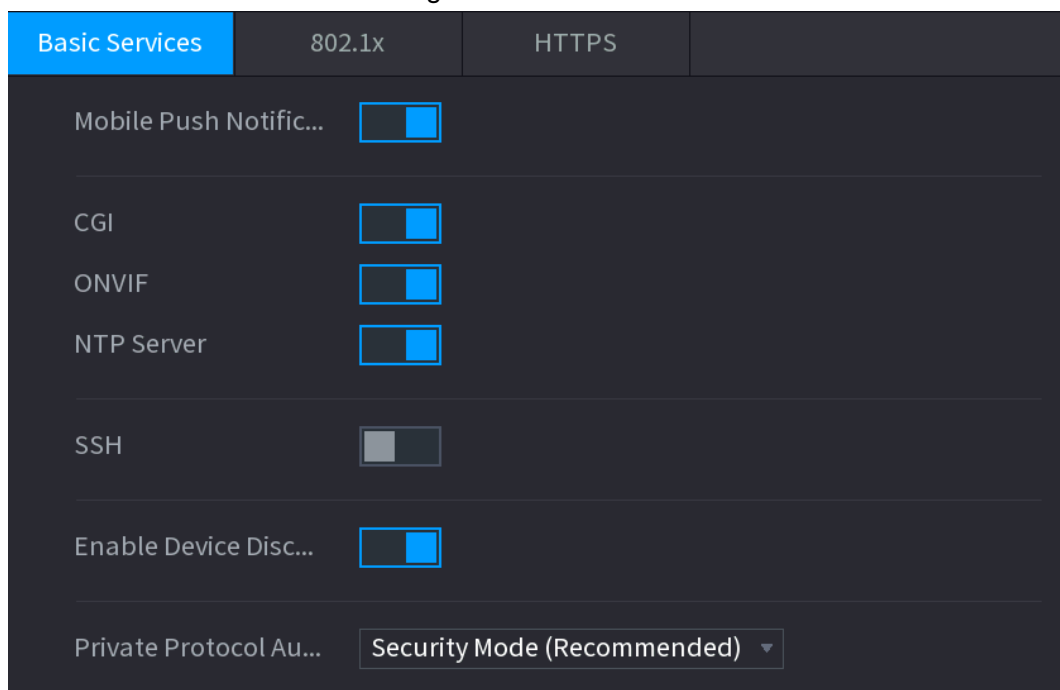 Basic Services 802.1x HTTPS
Mobile Push Notific...
CGI
ONVIF
NTP Server
SSH
Enable Device Disc...
Private Protocol Au... Security Mode (Recommended)